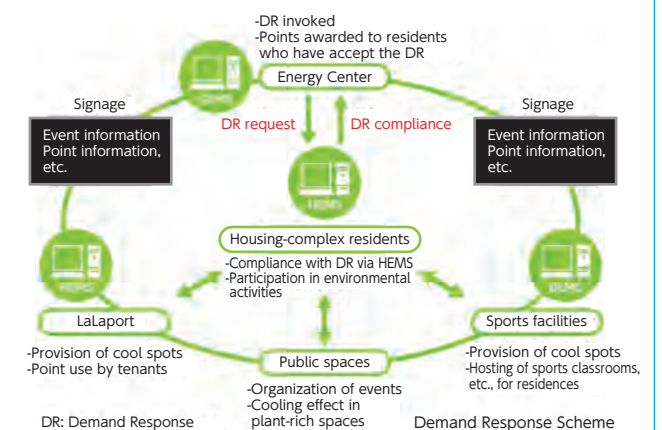 -DR invoked
-Points awarded to residents
who have accept the DR
Energy Center
Signage
Event information
Point information,
etc.
DR request
DR compliance
Signage
Event information
Point information,
etc.
HEMS
Housing-complex residents
-Compliance with DR via HEMS
-Participation in environmental
activities
LaLaport
-Provision of cool spots
-Point use by tenants
Public spaces
-Organization of events
-Cooling effect in
plant-rich spaces
Sports facilities
-Provision of cool spots
-Hosting of sports classrooms,
etc., for residences
DR: Demand Response
Demand Response Scheme